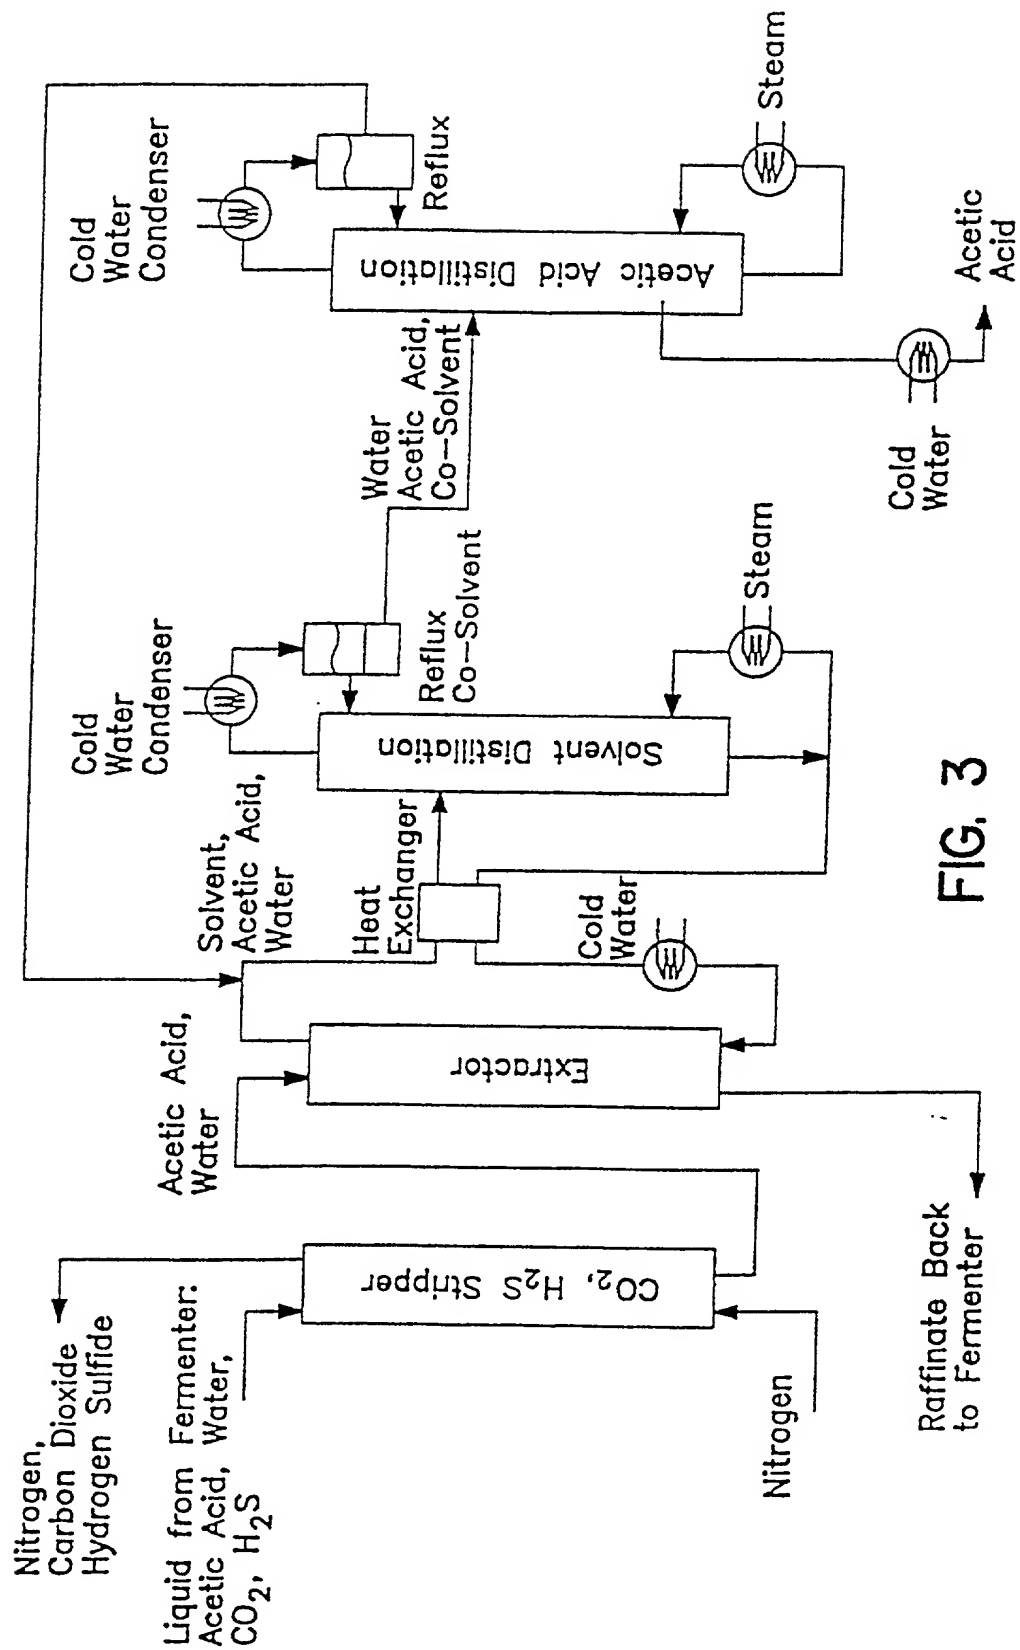 Nitrogen,
Carbon Dioxide
Hydrogen Sulfide
Liquid from Fermenter:
Acetic Acid, Water,
CO2, H2S
Nitrogen
CO2, H2S Stripper
Acetic Acid,
Water
Extractor
Raffinate Back
to Fermenter
Solvent,
Acetic Acid,
Water
Heat
Exchanger
Cold
Water
Cold
Water
Condenser
Solvent Distillation
Reflux
Co-Solvent
Steam
Water
Acetic Acid,
Co-Solvent
Cold
Water
Condenser
Acetic Acid Distillation
Reflux
Steam
Cold
Water
Acetic
Acid
FIG. 3